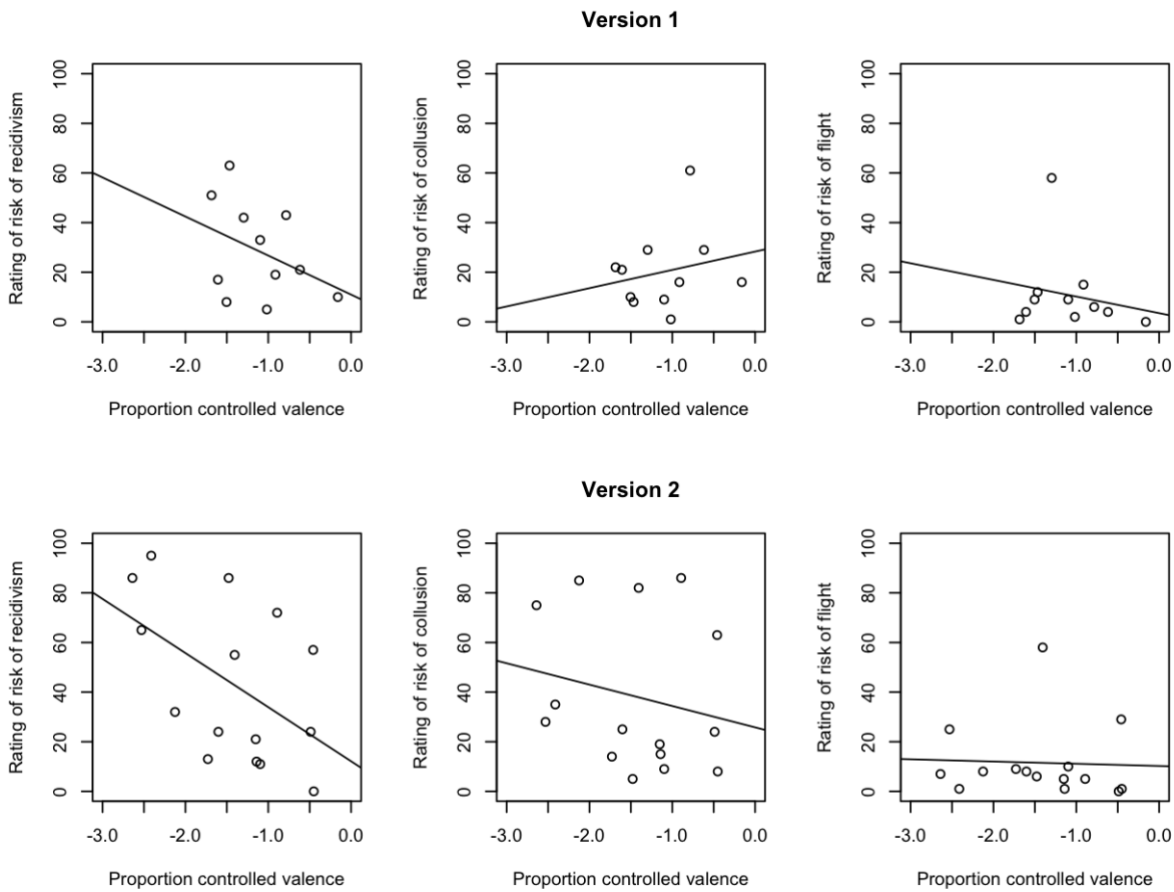 Version 1
Rating of risk of recidivism
100
80
60
40
20
0
-3.0 -2.0 -1.0 0.0
Proportion controlled valence
Rating of risk of collusion
100
80
60
40
20
0
-3.0 -2.0 -1.0 0.0
Proportion controlled valence
Rating of risk of flight
100
80
60
40
20
0
-3.0 -2.0 -1.0 0.0
Proportion controlled valence
Version 2
Rating of risk of recidivism
100
80
60
40
20
0
-3.0 -2.0 -1.0 0.0
Proportion controlled valence
Rating of risk of collusion
100
80
60
40
20
0
-3.0 -2.0 -1.0 0.0
Proportion controlled valence
Rating of risk of flight
100
80
60
40
20
0
-3.0 -2.0 -1.0 0.0
Proportion controlled valence